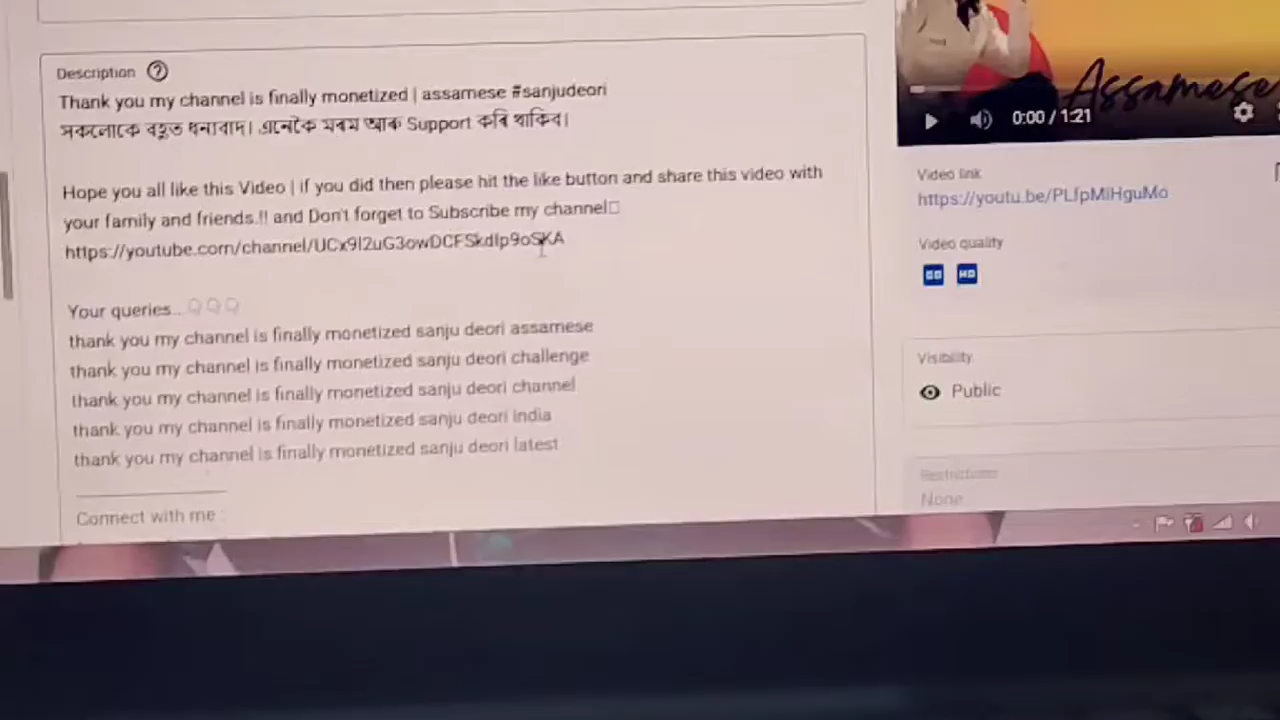 Description
Thank you my channel is finally monetized | assamese #sanjudeori
সকলোকে বহুত ধন্যবাদ। এনেকৈ মৰম আৰু Support কৰি থাকিব।
Hope you all like this Video | if you did then please hit the like button and share this video with
your family and friends.!! and Don't forget to Subscribe my channel
https://youtube.com/channel/UCx9l2uG3owDCFSkdlp9oSKA
Your queries...
thank you my channel is finally monetized sanju deori assamese
thank you my channel is finally monetized sanju deori challenge
thank you my channel is finally monetized sanju deori channel
thank you my channel is finally monetized sanju deori india
thank you my channel is finally monetized sanju deori latest
Connect with me :
Assamese
0:00 / 1:21
Video link
https://youtu.be/PLfpMiHguMo
Video quality
SD HD
Visibility
Public
Restrictions
None